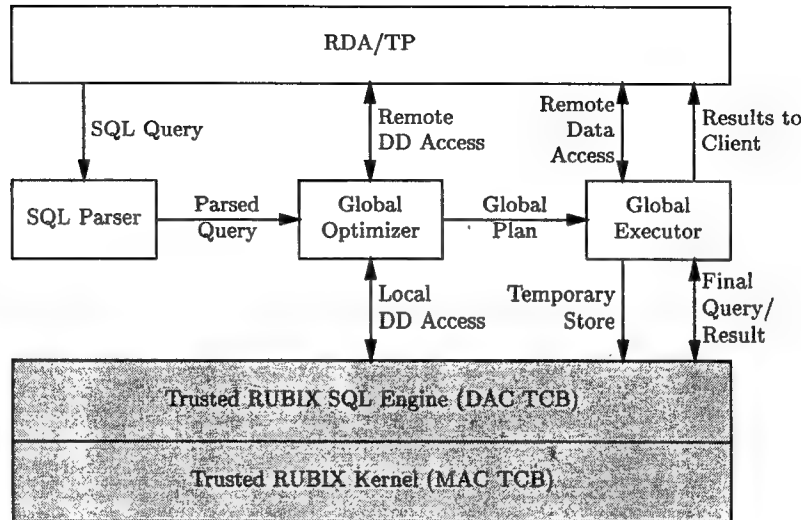 RDA/TP
SQL Query
Remote
DD Access
Remote
Data
Access
Results to
Client
SQL Parser
Parsed
Query
Global
Optimizer
Global
Plan
Global
Executor
Local
DD Access
Temporary
Store
Final
Query/
Result
Trusted RUBIX SQL Engine (DAC TCB)
Trusted RUBIX Kernel (MAC TCB)